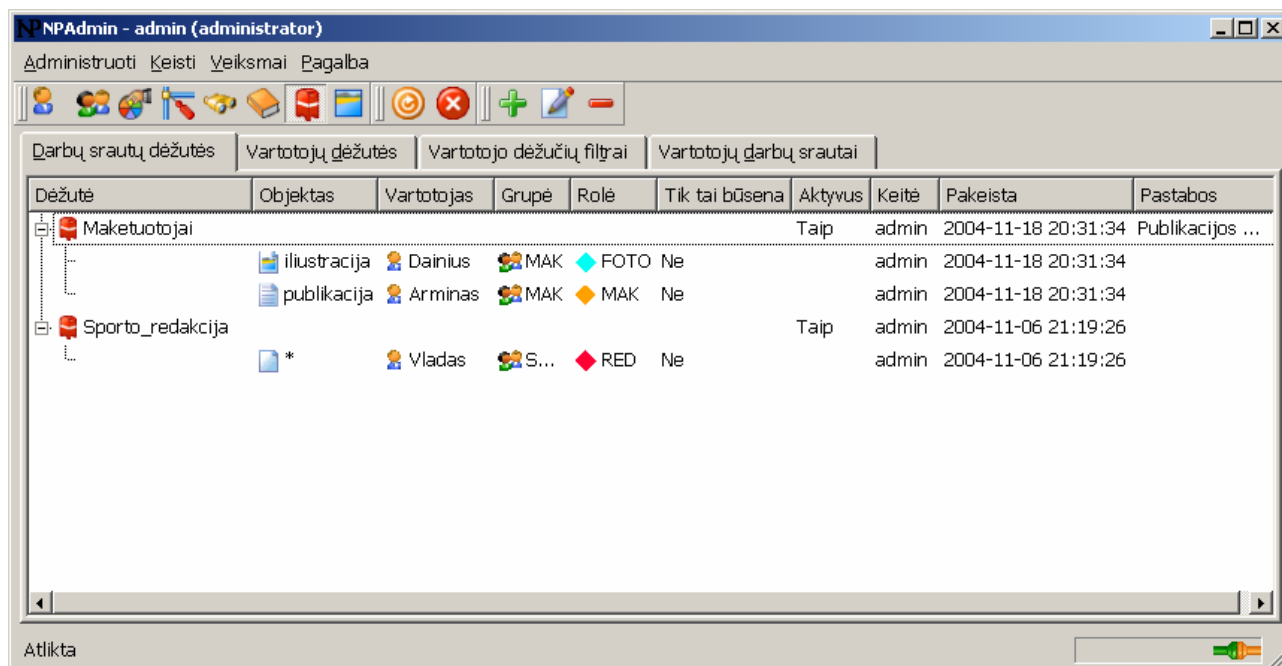 NPAdmin - admin (administrator)
Administruoti Keisti Veiksmai Pagalba
Darbų srautų dėžutės Vartotojų dėžutės Vartotojo dėžučių filtrai Vartotojų darbų srautai
Dėžutė Objektas Vartotojas Grupė Rolė Tik tai būsena Aktyvus Keitė Pakeista Pastabos
Maketuotojai Taip admin 2004-11-18 20:31:34 Publikacijos ...
iliustracija Dainius MAK FOTO Ne admin 2004-11-18 20:31:34
publikacija Arminas MAK MAK Ne admin 2004-11-18 20:31:34
Sporto_redakcija Taip admin 2004-11-06 21:19:26
* Vladas S... RED Ne admin 2004-11-06 21:19:26
Atlikta